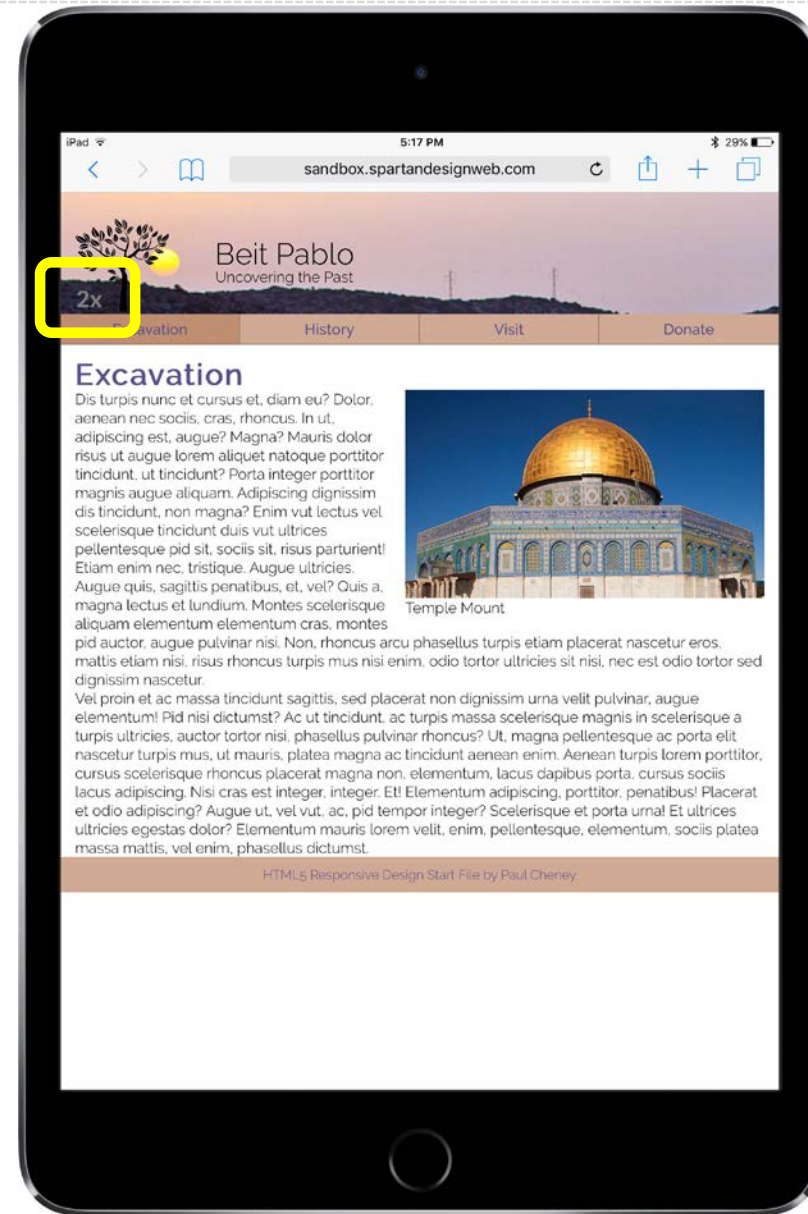 iPad
5:17 PM
29%
sandbox.spartandesignweb.com
Beit Pablo
Uncovering the Past
2x
Excavation
History
Visit
Donate
Excavation
Dis turpis nunc et cursus et, diam eu? Dolor,
aenean nec sociis, cras, rhoncus. In ut,
adipiscing est, augue? Magna? Mauris dolor
risus ut augue lorem aliquet natoque porttitor
tincidunt, ut tincidunt? Porta integer porttitor
magnis augue aliquam. Adipiscing dignissim
dis tincidunt, non magna? Enim vut lectus vel
scelerisque tincidunt duis vut ultrices
pellentesque pid sit, sociis sit, risus parturient!
Etiam enim nec, tristique. Augue ultricies.
Augue quis, sagittis penatibus, et, vel? Quis a,
magna lectus et lundium. Montes scelerisque
aliquam elementum elementum cras, montes
Temple Mount
pid auctor, augue pulvinar nisi. Non, rhoncus arcu phasellus turpis etiam placerat nascetur eros,
mattis etiam nisi, risus rhoncus turpis mus nisi enim, odio tortor ultricies sit nisi, nec est odio tortor sed
dignissim nascetur.
Vel proin et ac massa tincidunt sagittis, sed placerat non dignissim urna velit pulvinar, augue
elementum! Pid nisi dictumst? Ac ut tincidunt, ac turpis massa scelerisque magnis in scelerisque a
turpis ultricies, auctor tortor nisi, phasellus pulvinar rhoncus? Ut, magna pellentesque ac porta elit
nascetur turpis mus, ut mauris, platea magna ac tincidunt aenean enim. Aenean turpis lorem porttitor,
cursus scelerisque rhoncus placerat magna non, elementum, lacus dapibus porta, cursus sociis
lacus adipiscing. Nisi cras est integer, integer. Et! Elementum adipiscing, porttitor, penatibus! Placerat
et odio adipiscing? Augue ut, vel vut, ac, pid tempor integer? Scelerisque et porta urna! Et ultrices
ultricies egestas dolor? Elementum mauris lorem velit, enim, pellentesque, elementum, sociis platea
massa mattis, vel enim, phasellus dictumst.
HTML5 Responsive Design Start File by Paul Cheney